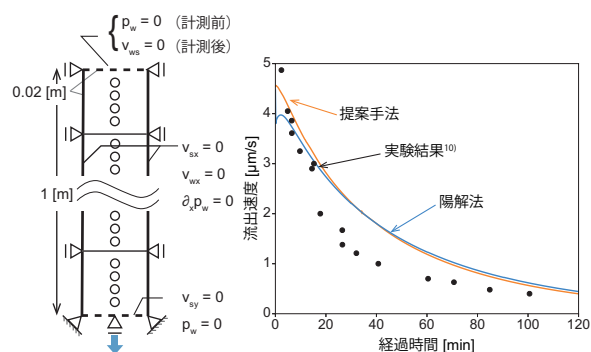 p_w = 0 （計測前）
v_ws = 0 （計測後）
0.02 [m]
v_sx = 0
v_wx = 0
∂_x p_w = 0
1 [m]
v_sy = 0
p_w = 0
流出速度 [μm/s]
5
4
3
2
1
0
提案手法
実験結果10)
陽解法
0
20
40
60
80
100
120
経過時間 [min]